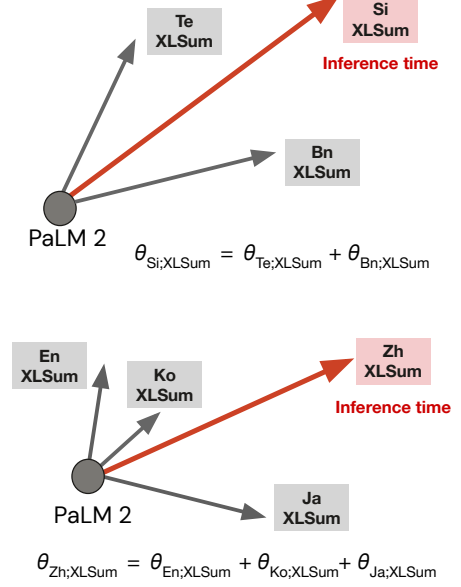 Te
XLSum
Si
XLSum
Inference time
Bn
XLSum
PaLM 2
θSi;XLSum = θTe;XLSum + θBn;XLSum
En
XLSum
Ko
XLSum
Zh
XLSum
Inference time
Ja
XLSum
PaLM 2
θZh;XLSum = θEn;XLSum + θKo;XLSum+ θJa;XLSum